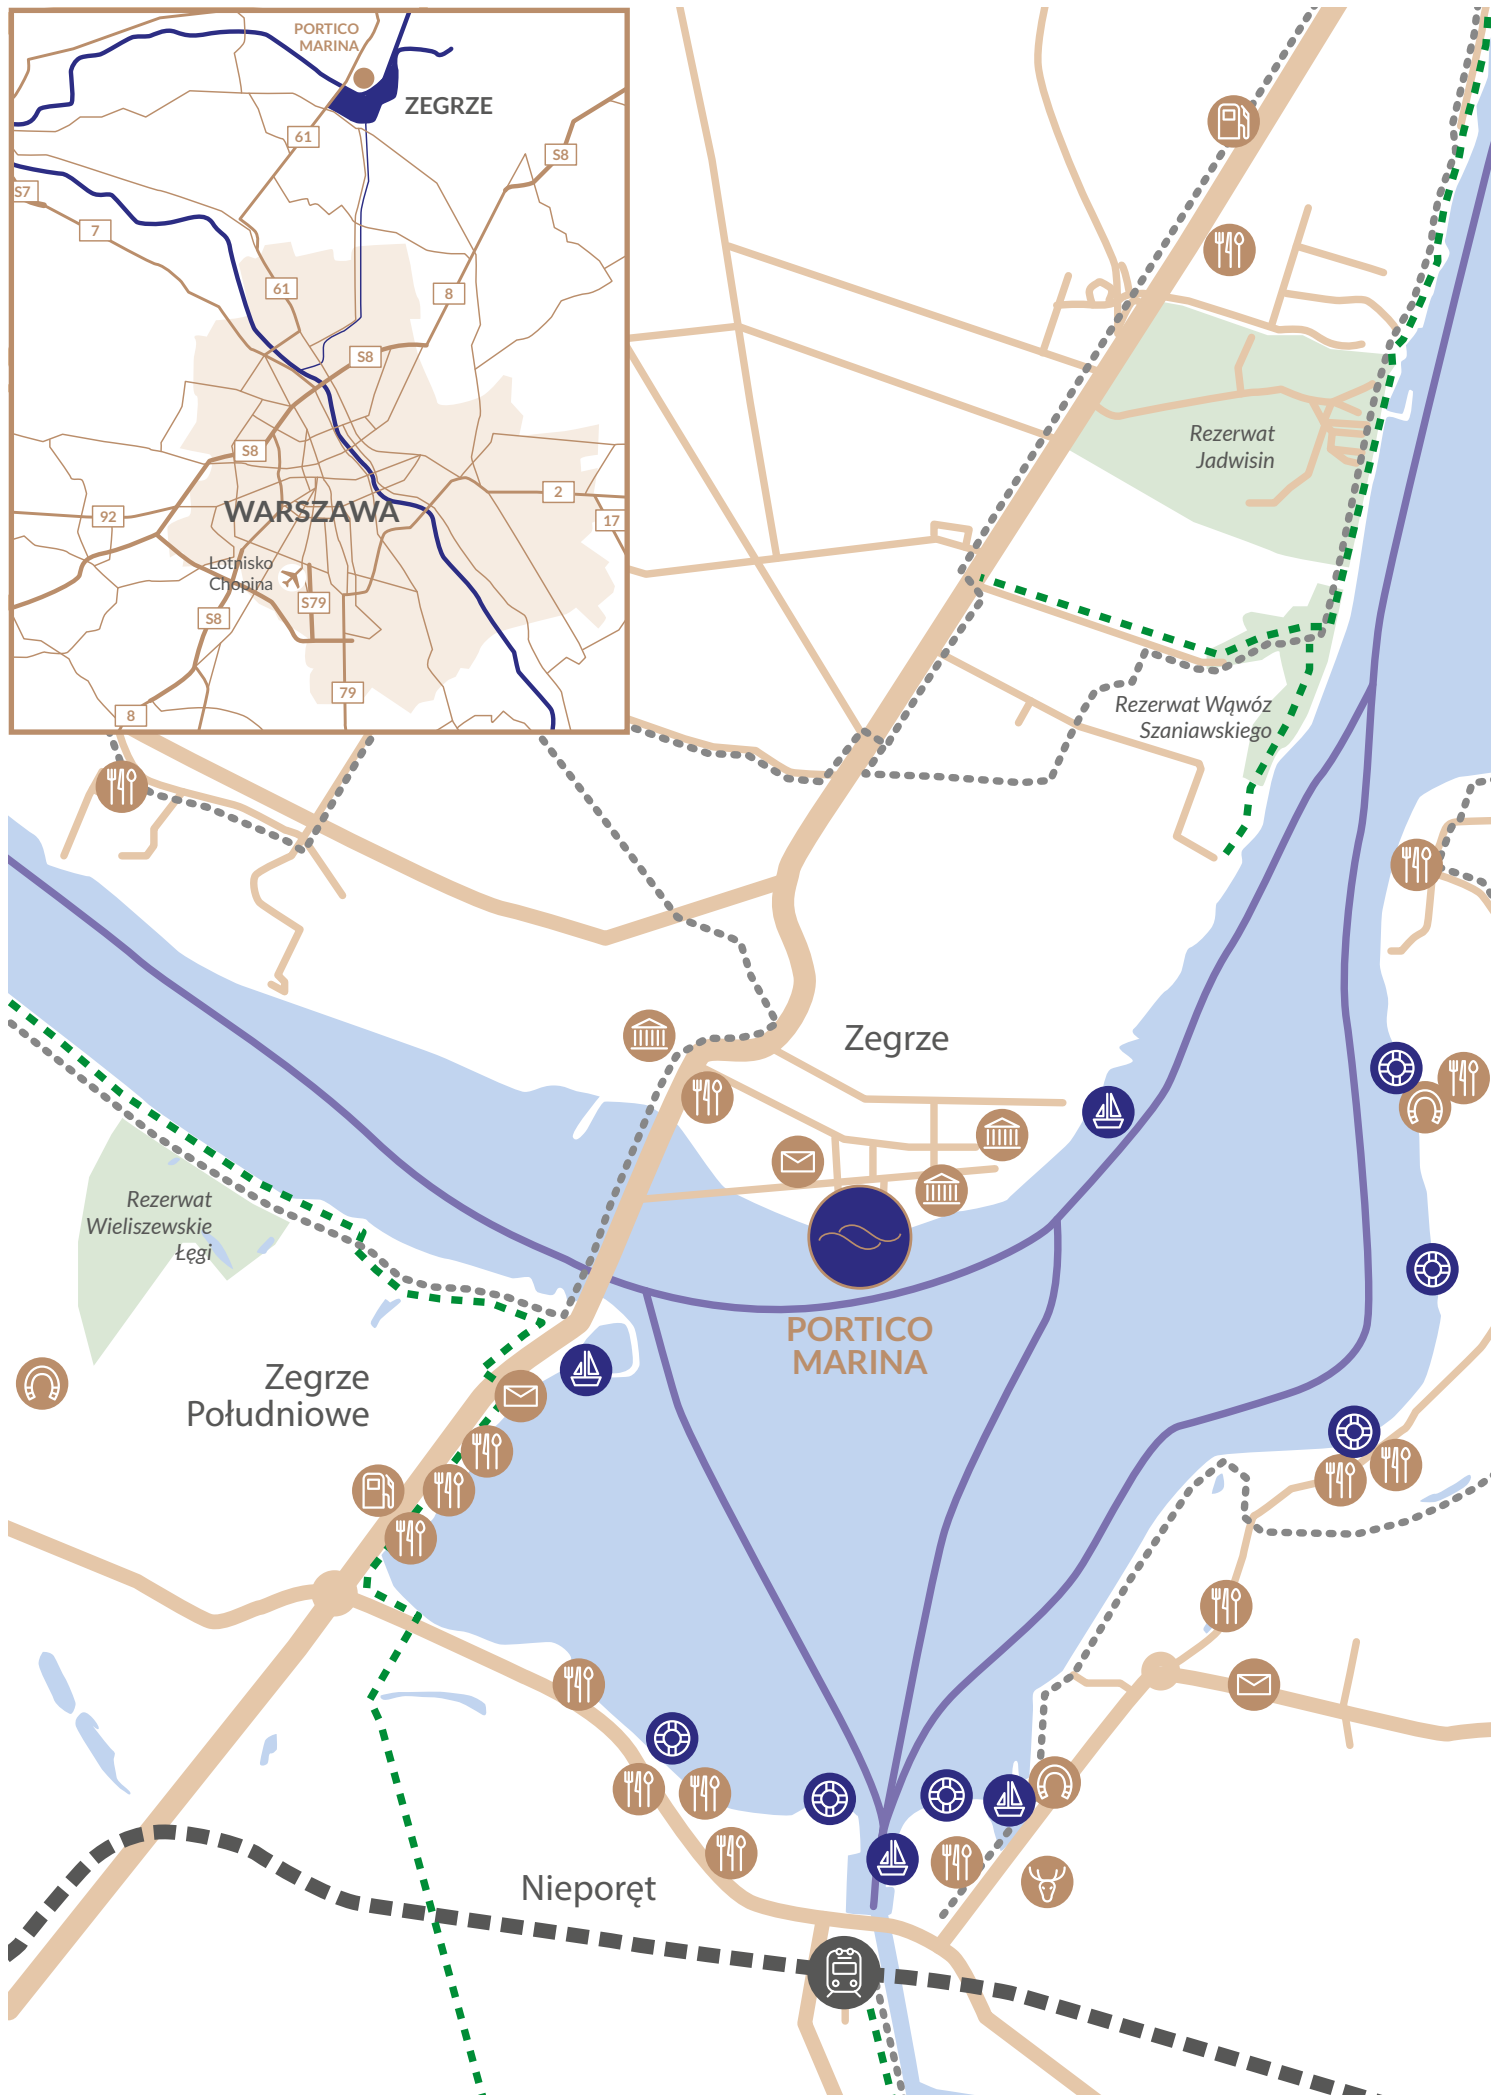 PORTICO
MARINA
ZEGRZE
61
S8
S7
7
61
8
S8
S8
2
92
WARSZAWA
17
Lotnisko
Chopina
S79
S8
79
8
Rezerwat
Jadwisin
Rezerwat Wąwóz
Szaniawskiego
Zegrze
Rezerwat
Wieliszewskie
Łęgi
PORTICO
MARINA
Zegrze
Południowe
Nieporęt